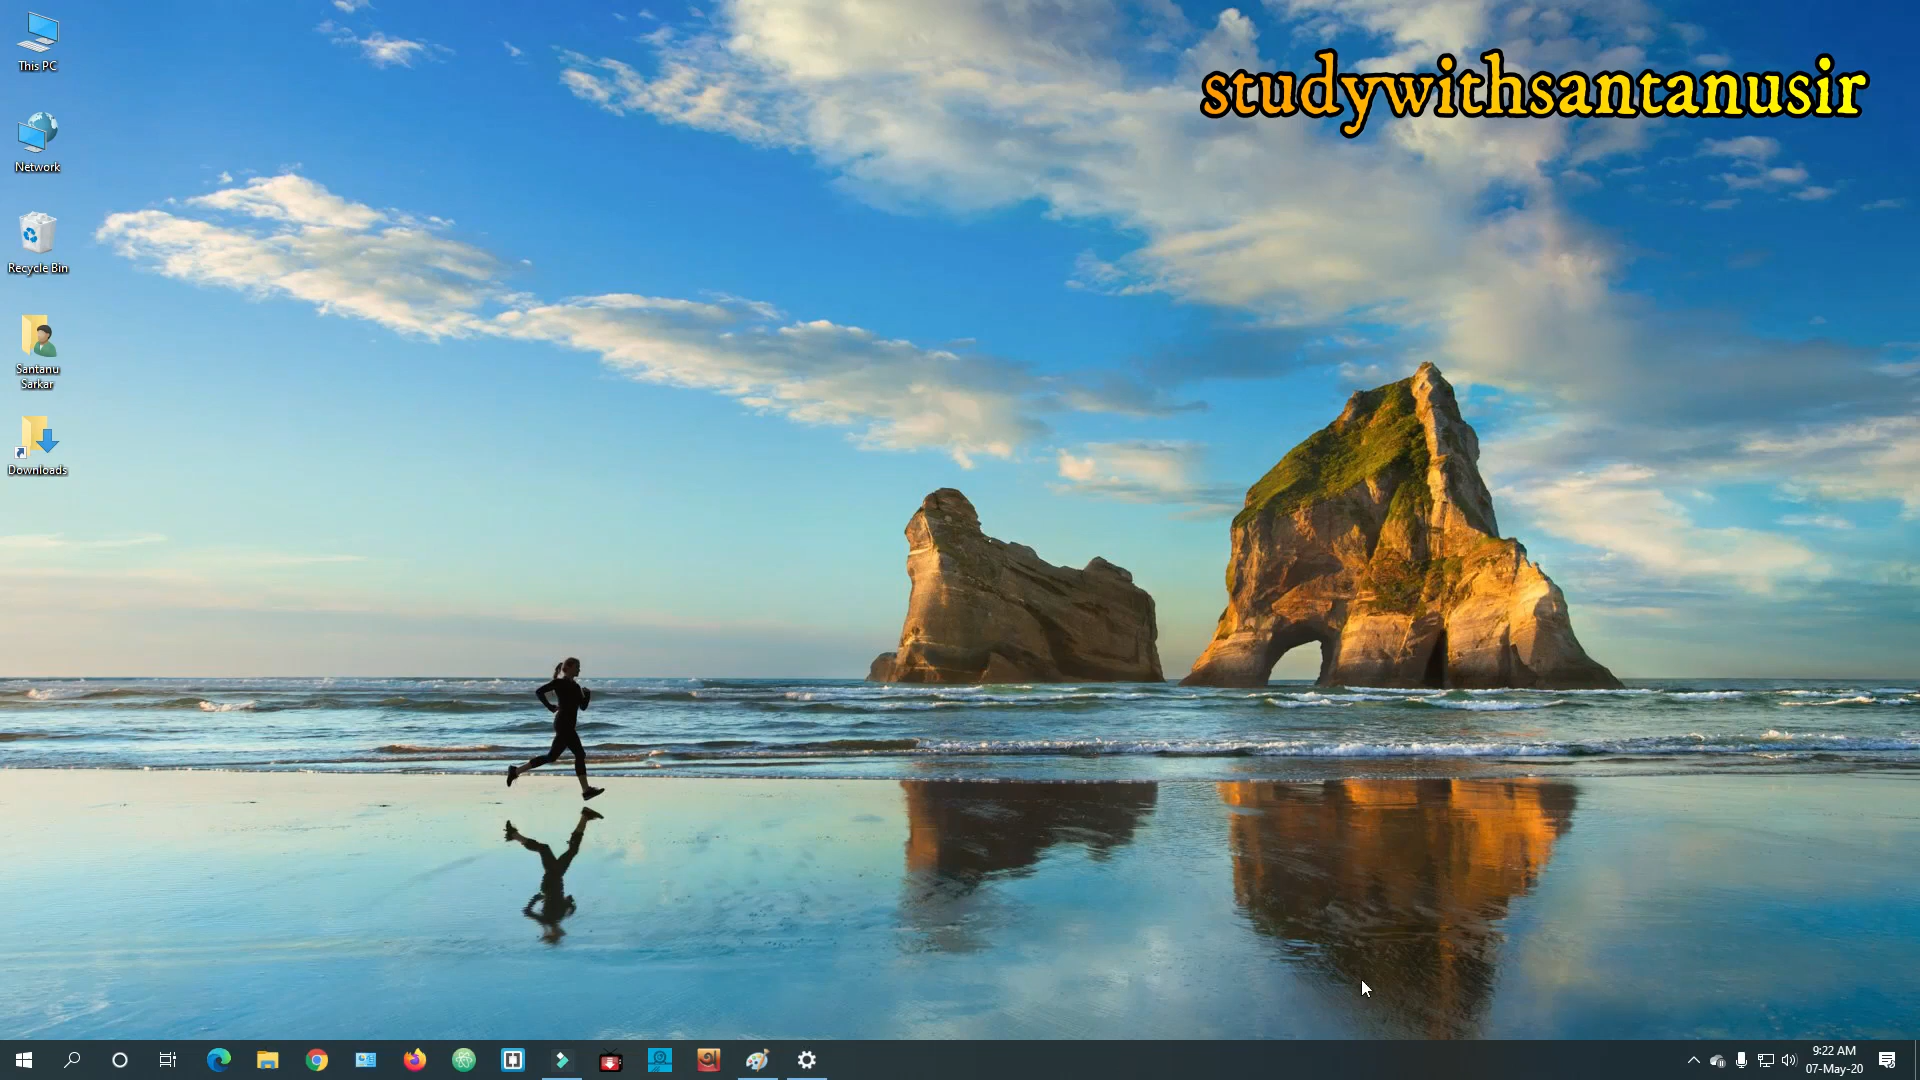 This PC
studywithsantanusir
Network
Recycle Bin
Santanu
Sarkar
Downloads
9:22 AM
07-May-20